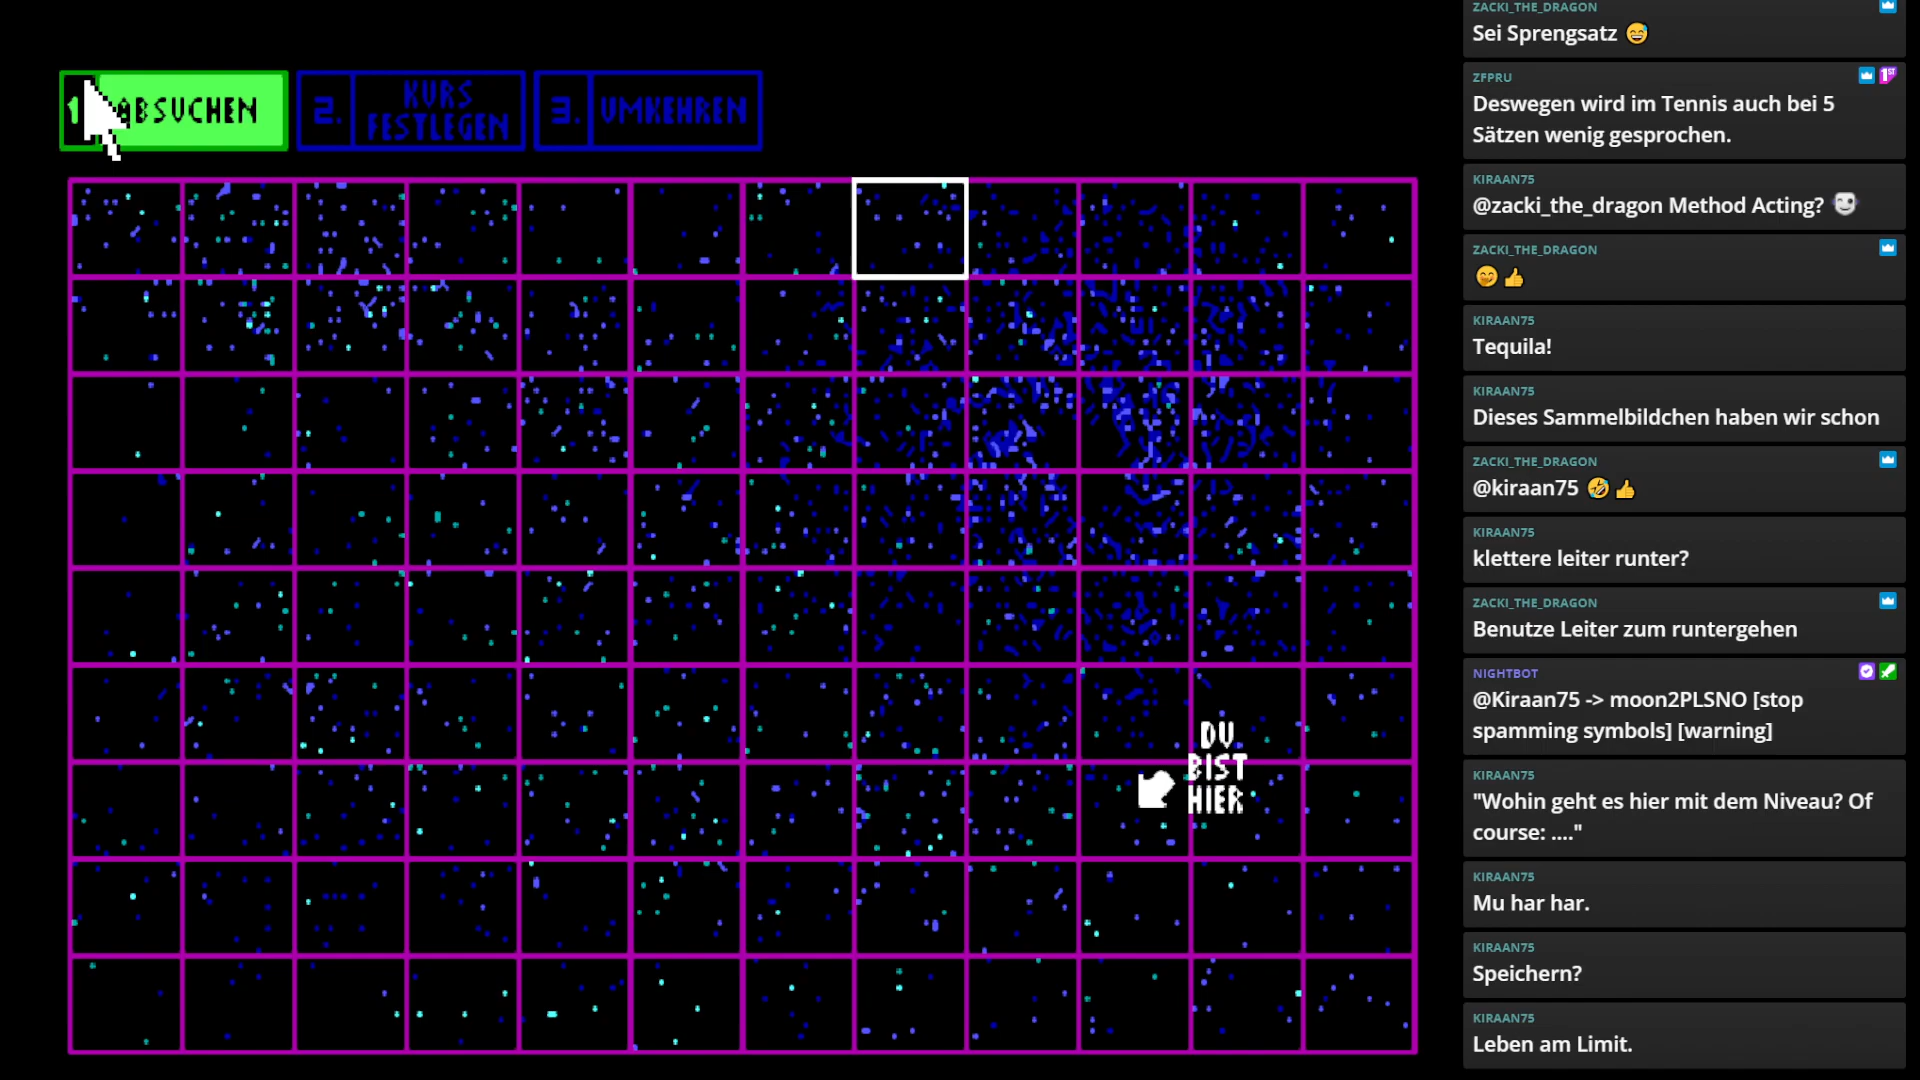 1. ABSUCHEN
2. KURS
FESTLEGEN
3. UMKEHREN
DU
BIST
HIER
ZACKI_THE_DRAGON
Sei Sprengsatz 😅
ZFPRU
Deswegen wird im Tennis auch bei 5
Sätzen wenig gesprochen.
KIRAAN75
@zacki_the_dragon Method Acting?
ZACKI_THE_DRAGON
🤭👍
KIRAAN75
Tequila!
KIRAAN75
Dieses Sammelbildchen haben wir schon
ZACKI_THE_DRAGON
@kiraan75 🤣👍
KIRAAN75
klettere leiter runter?
ZACKI_THE_DRAGON
Benutze Leiter zum runtergehen
NIGHTBOT
@Kiraan75 -> moon2PLSNO [stop
spamming symbols] [warning]
KIRAAN75
"Wohin geht es hier mit dem Niveau? Of
course: ...."
KIRAAN75
Mu har har.
KIRAAN75
Speichern?
KIRAAN75
Leben am Limit.